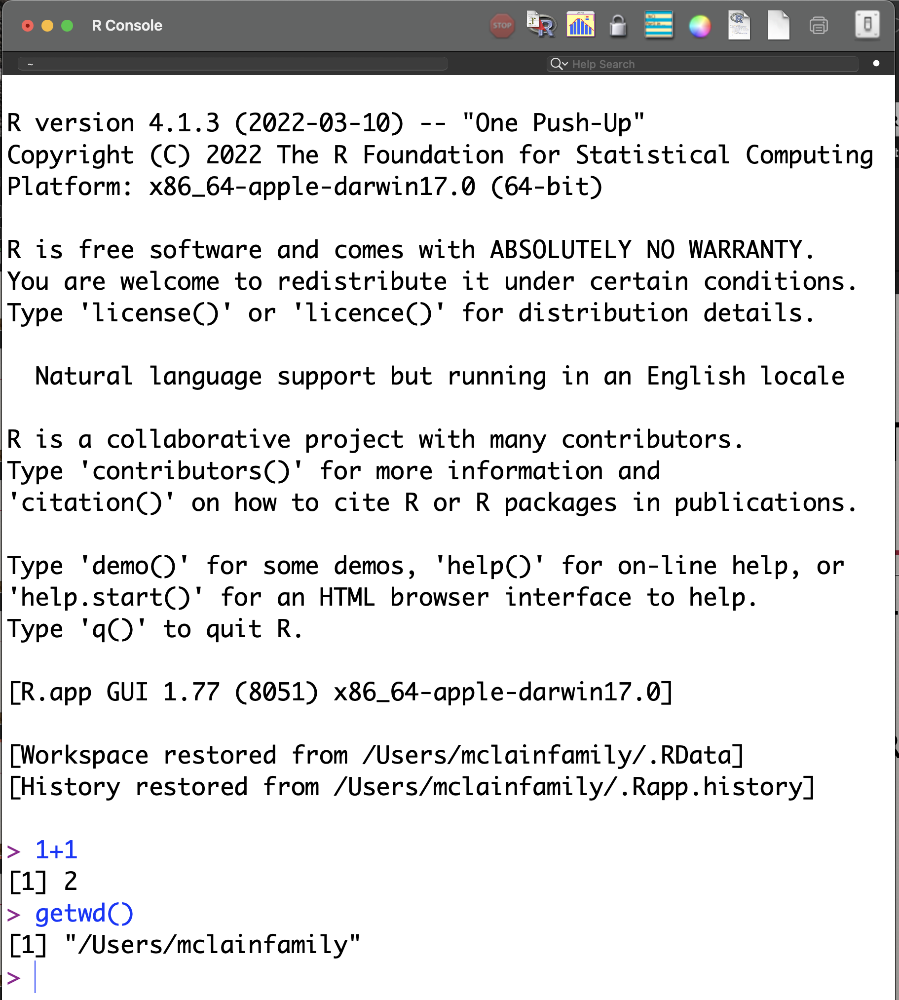 R Console
STOP
~
Help Search
R version 4.1.3 (2022-03-10) -- "One Push-Up"
Copyright (C) 2022 The R Foundation for Statistical Computing
Platform: x86_64-apple-darwin17.0 (64-bit)
R is free software and comes with ABSOLUTELY NO WARRANTY.
You are welcome to redistribute it under certain conditions.
Type 'license()' or 'licence()' for distribution details.
Natural language support but running in an English locale
R is a collaborative project with many contributors.
Type 'contributors()' for more information and
'citation()' on how to cite R or R packages in publications.
Type 'demo()' for some demos, 'help()' for on-line help, or
'help.start()' for an HTML browser interface to help.
Type 'q()' to quit R.
[R.app GUI 1.77 (8051) x86_64-apple-darwin17.0]
[Workspace restored from /Users/mclainfamily/.RData]
[History restored from /Users/mclainfamily/.Rapp.history]
> 1+1
[1] 2
> getwd()
[1] "/Users/mclainfamily"
>